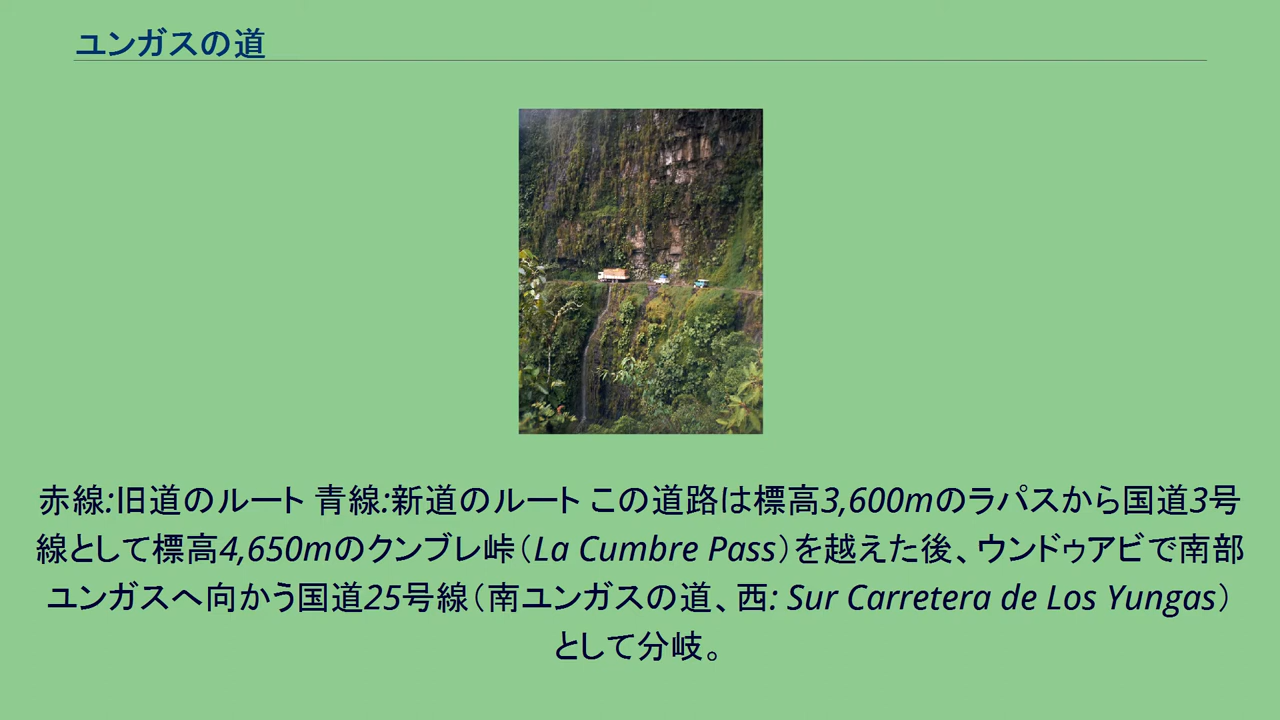 ユンガスの道
赤線:旧道のルート 青線:新道のルート この道路は標高3,600mのラパスから国道3号
線として標高4,650mのクンブレ峠（La Cumbre Pass）を越えた後、ウンドゥアビで南部
ユンガスへ向かう国道25号線（南ユンガスの道、西: Sur Carretera de Los Yungas）
として分岐。